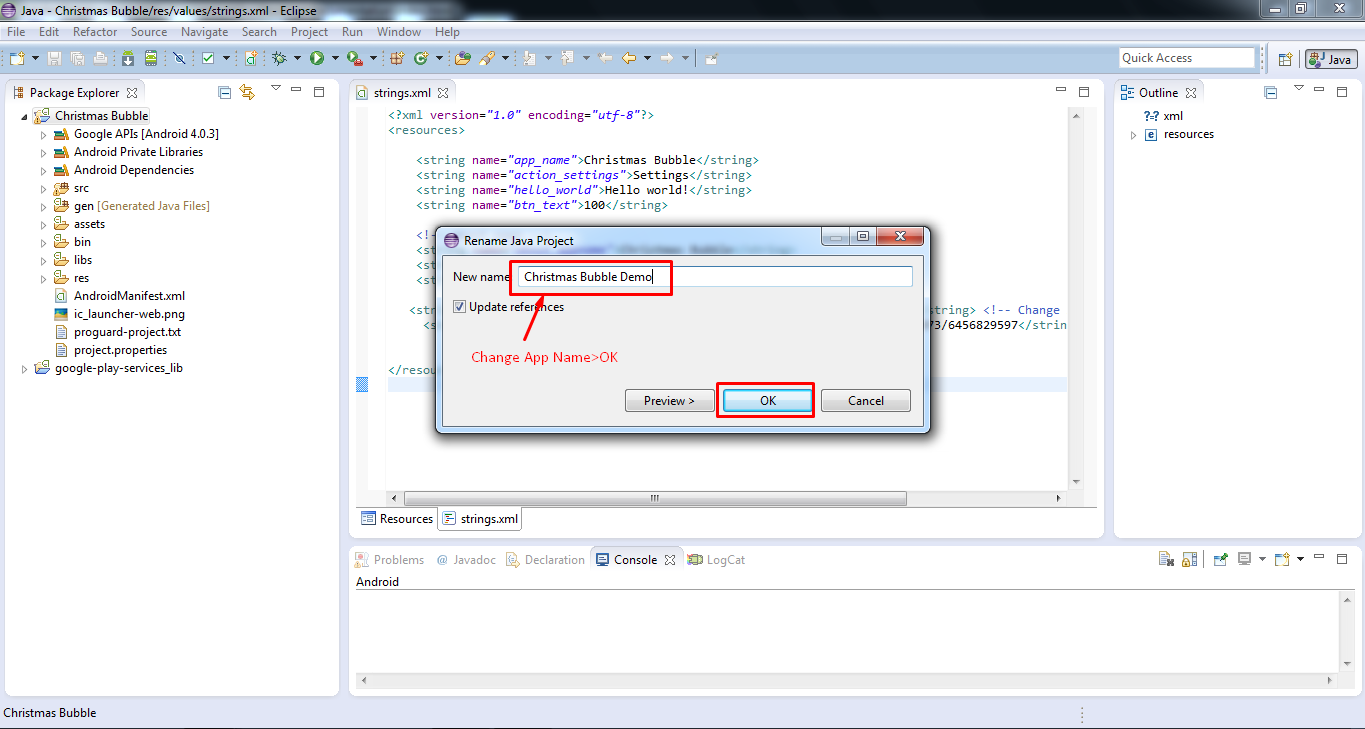 Java - Christmas Bubble/res/values/strings.xml - Eclipse
File Edit Refactor Source Navigate Search Project Run Window Help
Quick Access
Java
Package Explorer
Christmas Bubble
Google APIs [Android 4.0.3]
Android Private Libraries
Android Dependencies
src
gen [Generated Java Files]
assets
bin
libs
res
AndroidManifest.xml
ic_launcher-web.png
proguard-project.txt
project.properties
google-play-services_lib
strings.xml
<?xml version="1.0" encoding="utf-8"?>
<resources>
<string name="app_name">Christmas Bubble</string>
<string name="action_settings">Settings</string>
<string name="hello_world">Hello world!</string>
<string name="btn_text">100</string>
<!--
<st
<st
<st
<s
string> <!-- Change
<s
73/6456829597</strin
</resou
Rename Java Project
New name
Christmas Bubble Demo
Update references
Change App Name>OK
Preview >
OK
Cancel
Resources
strings.xml
Outline
?=? xml
e resources
Problems
@ Javadoc
Declaration
Console
LogCat
Android
Christmas Bubble